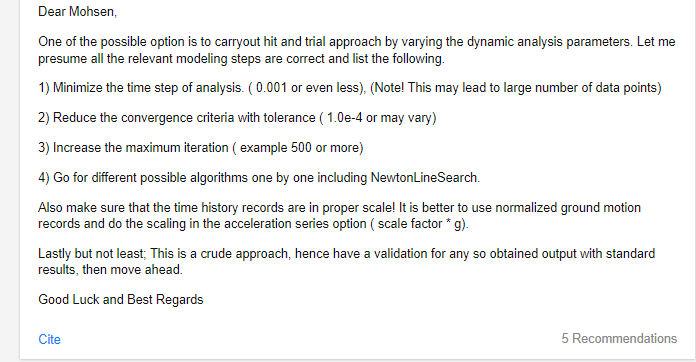 Dear Mohsen,
One of the possible option is to carryout hit and trial approach by varying the dynamic analysis parameters. Let me
presume all the relevant modeling steps are correct and list the following.
1) Minimize the time step of analysis. ( 0.001 or even less), (Note! This may lead to large number of data points)
2) Reduce the convergence criteria with tolerance ( 1.0e-4 or may vary)
3) Increase the maximum iteration ( example 500 or more)
4) Go for different possible algorithms one by one including NewtonLineSearch.
Also make sure that the time history records are in proper scale! It is better to use normalized ground motion
records and do the scaling in the acceleration series option ( scale factor * g).
Lastly but not least; This is a crude approach, hence have a validation for any so obtained output with standard
results, then move ahead.
Good Luck and Best Regards
Cite 5 Recommendations